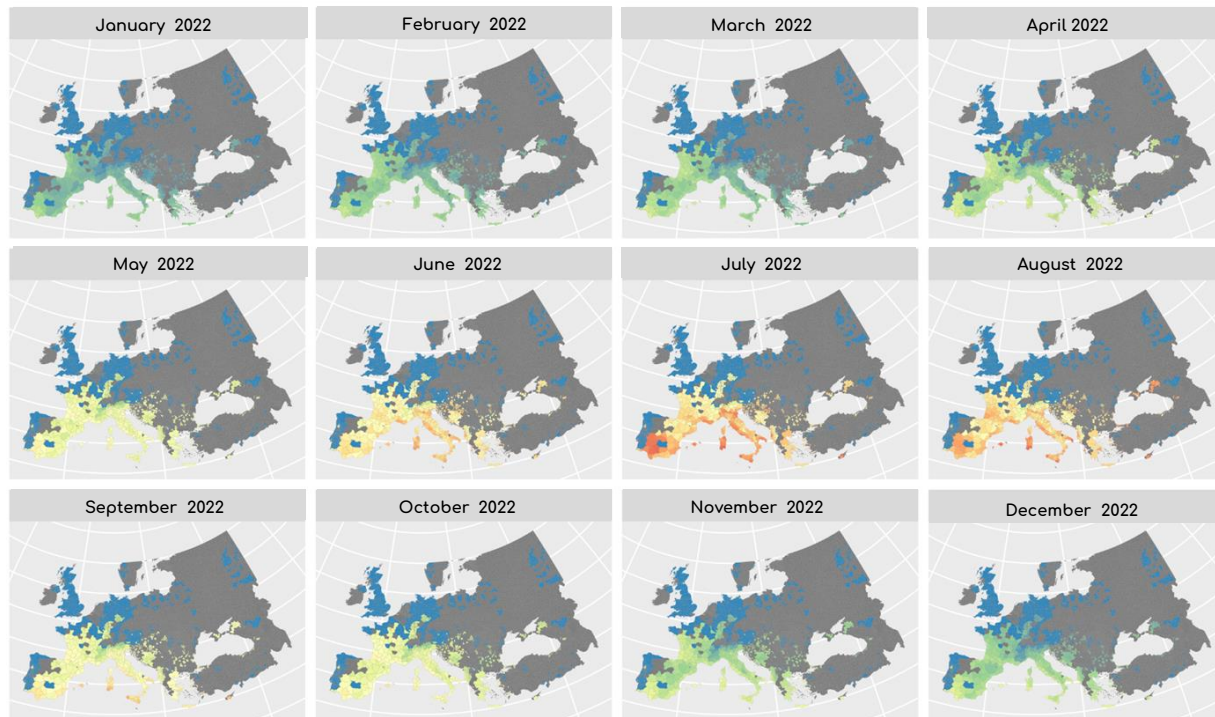 January 2022
February 2022
March 2022
April 2022
May 2022
June 2022
July 2022
August 2022
September 2022
October 2022
November 2022
December 2022